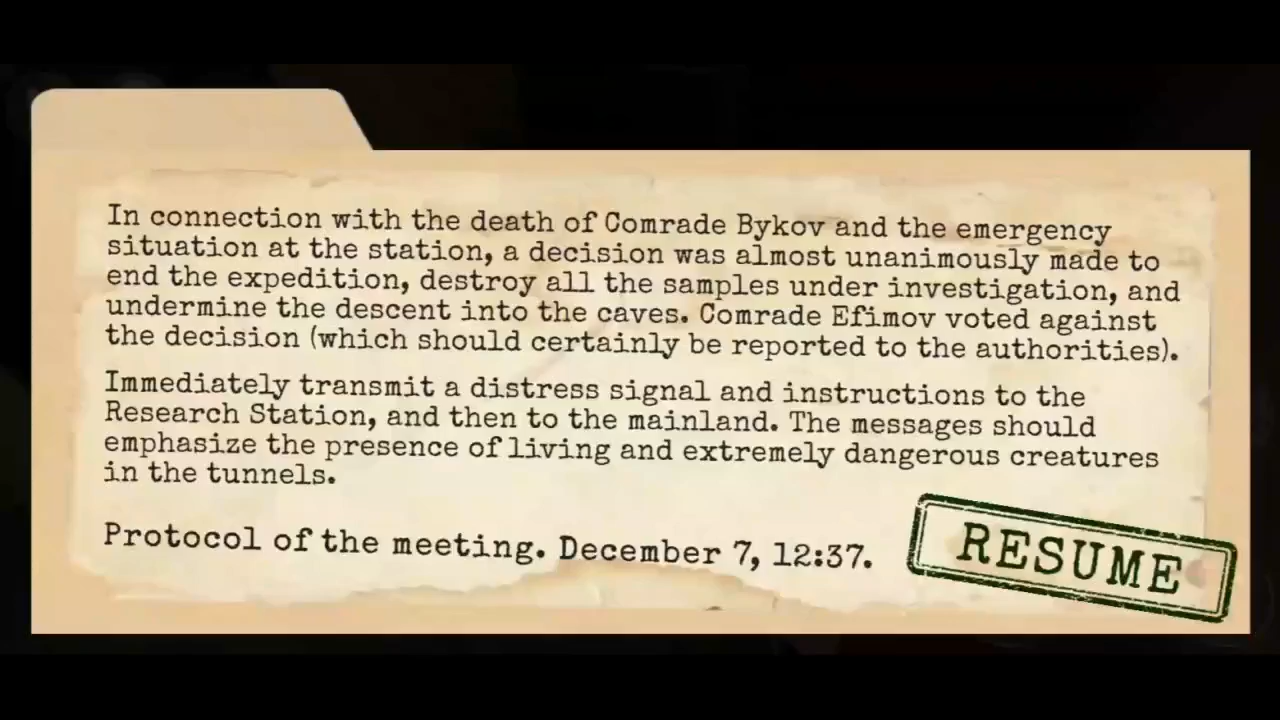 In connection with the death of Comrade Bykov and the emergency
situation at the station, a decision was almost unanimously made to
end the expedition, destroy all the samples under investigation, and
undermine the descent into the caves. Comrade Efimov voted against
the decision (which should certainly be reported to the authorities).
Immediately transmit a distress signal and instructions to the
Research Station, and then to the mainland. The messages should
emphasize the presence of living and extremely dangerous creatures
in the tunnels.
Protocol of the meeting. December 7, 12:37.
RESUME